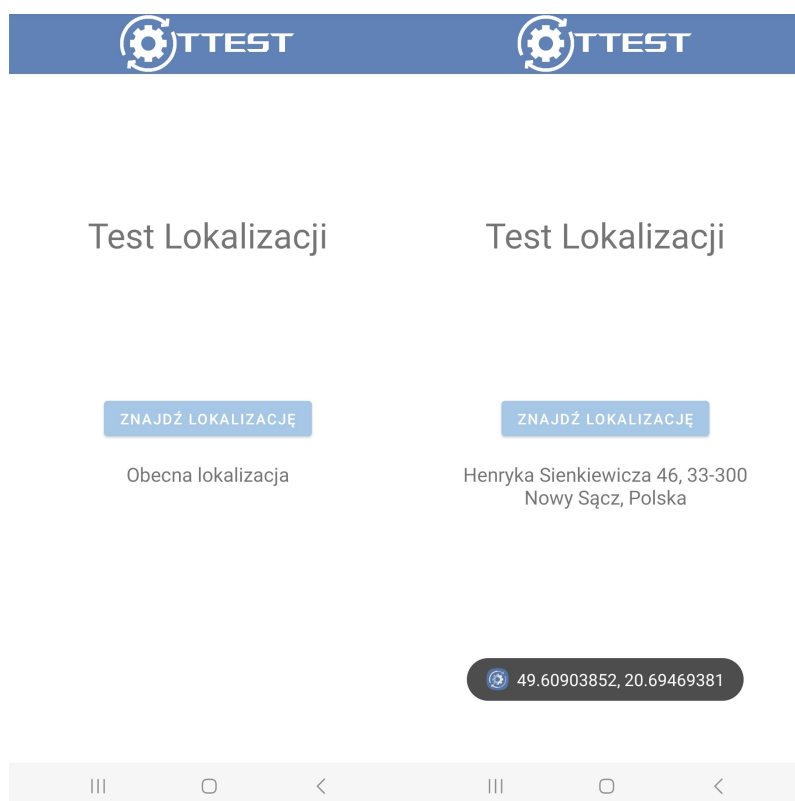 TTEST
Test Lokalizacji
ZNAJDŹ LOKALIZACJĘ
Obecna lokalizacja
TTEST
Test Lokalizacji
ZNAJDŹ LOKALIZACJĘ
Henryka Sienkiewicza 46, 33-300
Nowy Sącz, Polska
49.60903852, 20.69469381